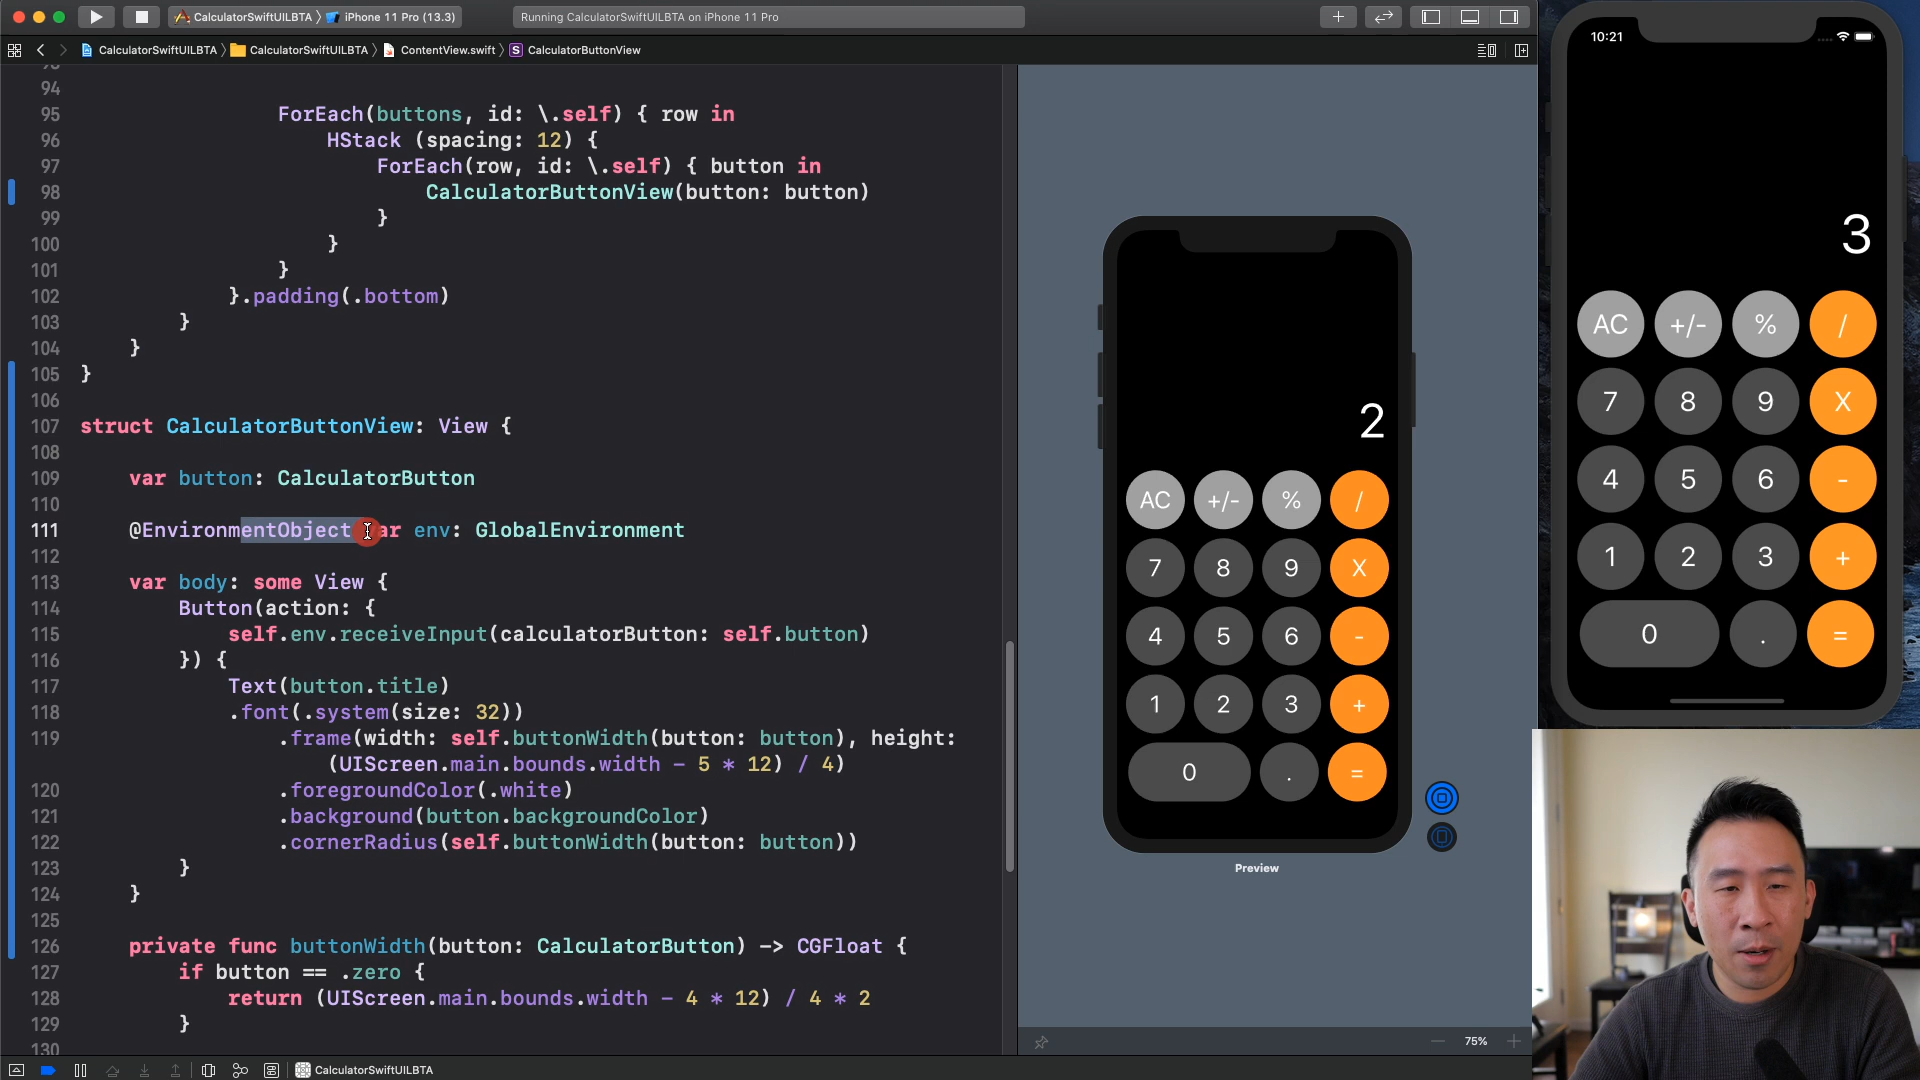 CalculatorSwiftUILBTA 〉 iPhone 11 Pro (13.3)
Running CalculatorSwiftUILBTA on iPhone 11 Pro
CalculatorSwiftUILBTA 〉 CalculatorSwiftUILBTA 〉 ContentView.swift 〉 S CalculatorButtonView
94
95 ForEach(buttons, id: \.self) { row in
96 HStack (spacing: 12) {
97 ForEach(row, id: \.self) { button in
98 CalculatorButtonView(button: button)
99 }
100 }
101 }
102 }.padding(.bottom)
103 }
104 }
105 }
106
107 struct CalculatorButtonView: View {
108
109 var button: CalculatorButton
110
111 @EnvironmentObject var env: GlobalEnvironment
112
113 var body: some View {
114 Button(action: {
115 self.env.receiveInput(calculatorButton: self.button)
116 }) {
117 Text(button.title)
118 .font(.system(size: 32))
119 .frame(width: self.buttonWidth(button: button), height:
(UIScreen.main.bounds.width - 5 * 12) / 4)
120 .foregroundColor(.white)
121 .background(button.backgroundColor)
122 .cornerRadius(self.buttonWidth(button: button))
123 }
124 }
125
126 private func buttonWidth(button: CalculatorButton) -> CGFloat {
127 if button == .zero {
128 return (UIScreen.main.bounds.width - 4 * 12) / 4 * 2
129 }
130
CalculatorSwiftUILBTA
2
AC +/- % /
7 8 9 X
4 5 6 -
1 2 3 +
0 . =
Preview
75%
10:21
3
AC +/- % /
7 8 9 X
4 5 6 -
1 2 3 +
0 . =